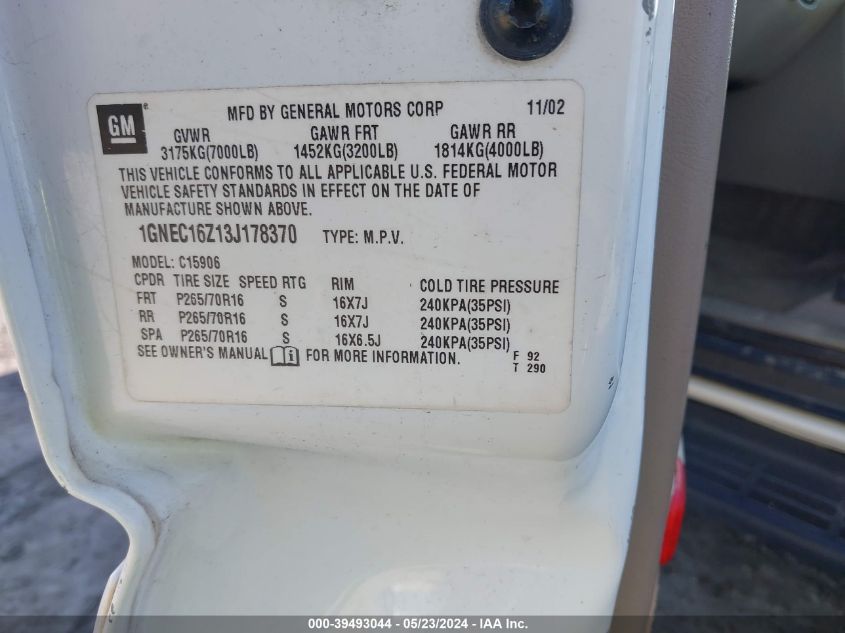 GM
MFD BY GENERAL MOTORS CORP 11/02
GVWR GAWR FRT GAWR RR
3175KG(7000LB) 1452KG(3200LB) 1814KG(4000LB)
THIS VEHICLE CONFORMS TO ALL APPLICABLE U.S. FEDERAL MOTOR
VEHICLE SAFETY STANDARDS IN EFFECT ON THE DATE OF
MANUFACTURE SHOWN ABOVE.
1GNEC16Z13J178370 TYPE: M.P.V.
MODEL: C15906
CPDR TIRE SIZE SPEED RTG RIM COLD TIRE PRESSURE
FRT P265/70R16 S 16X7J 240KPA(35PSI)
RR P265/70R16 S 16X7J 240KPA(35PSI)
SPA P265/70R16 S 16X6.5J 240KPA(35PSI)
SEE OWNER'S MANUAL FOR MORE INFORMATION. F 92
T 290
000-39493044 - 05/23/2024 - IAA Inc.